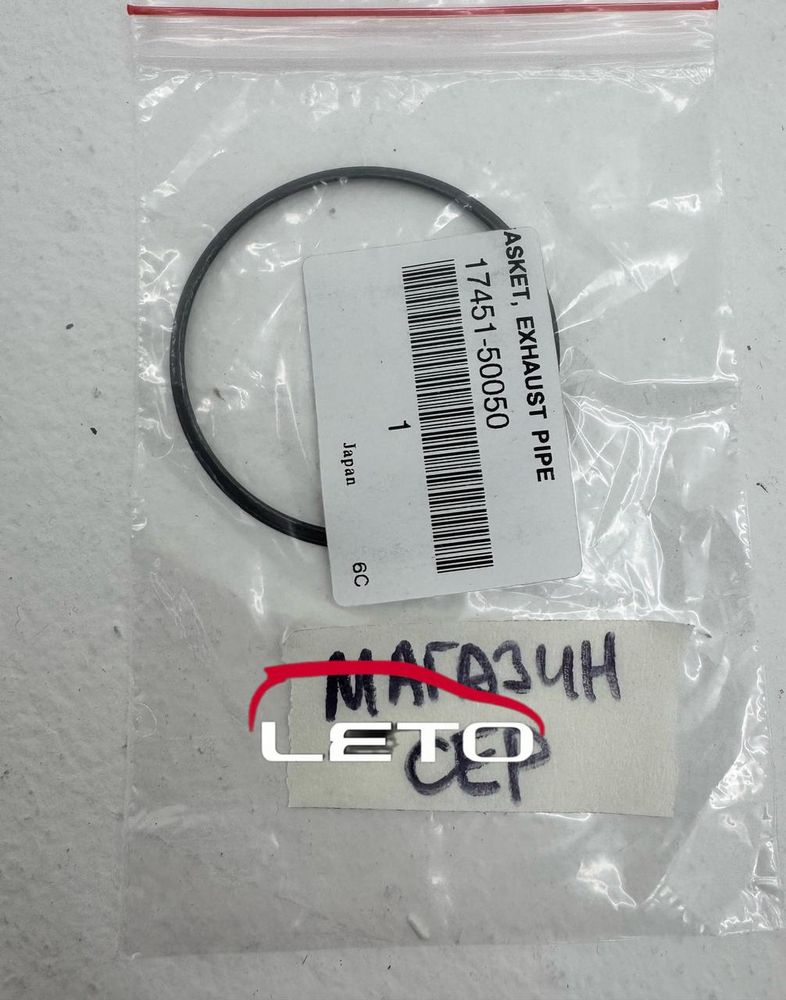 ASKET, EXHAUST PIPE
17451-50050
1
Japan
6C
МАГАЗИН
LETO
СЕР